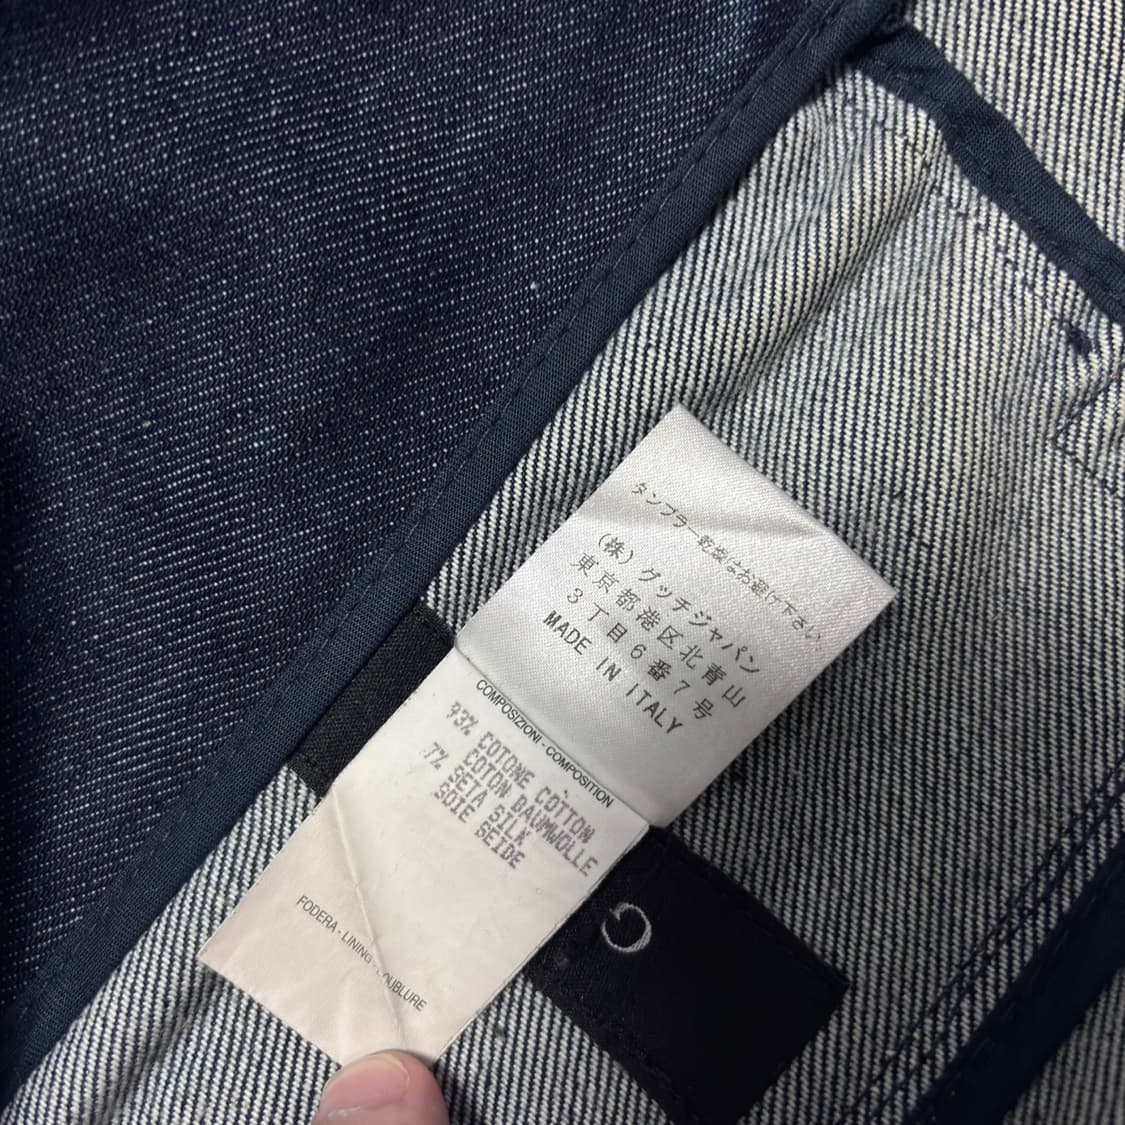 タンブラー乾燥はお避け下さい。
(株)グッチジャパン
東京都港区北青山
3丁目6番7号
MADE IN ITALY
COMPOSIZIONI - COMPOSITION
93% COTONE COTTON
COTON BAUMWOLLE
7% SETA SILK
SOIE SEIDE
FODERA - LINING - DOUBLURE
G